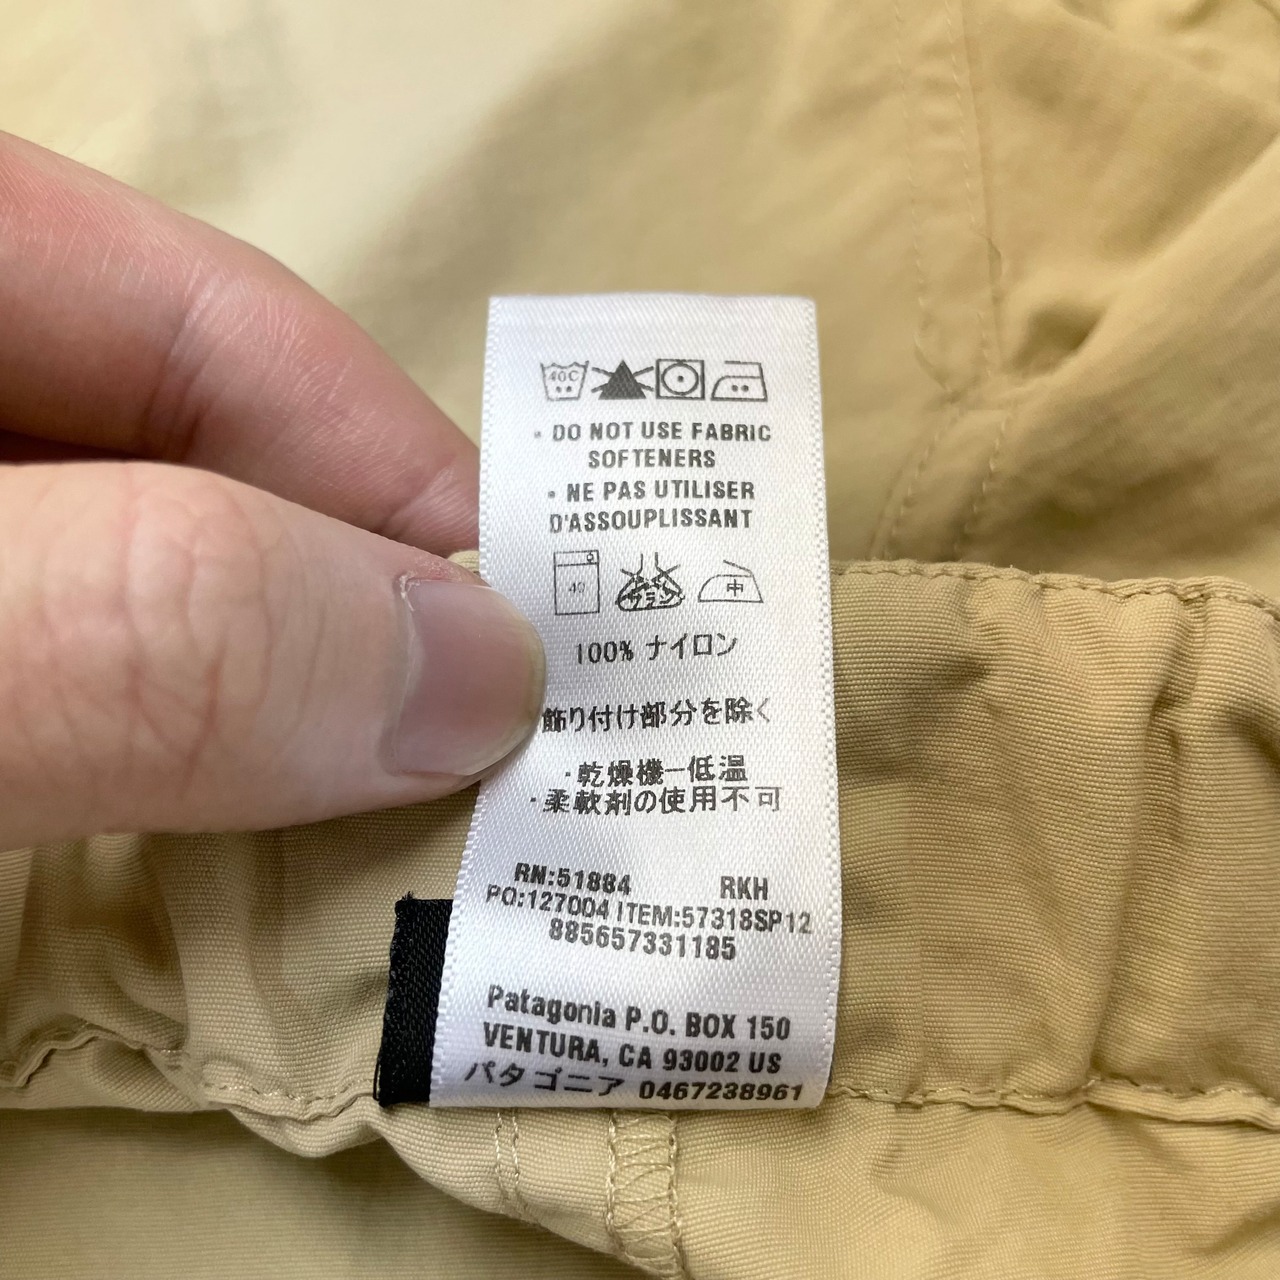 40C
• DO NOT USE FABRIC
SOFTENERS
• NE PAS UTILISER
D'ASSOUPLISSANT
40 サラシ 中
100% ナイロン
飾り付け部分を除く
・乾燥機ー低温
・柔軟剤の使用不可
RN:51884 RKH
PO:127004 ITEM:57318SP12
885657331185
Patagonia P.O. BOX 150
VENTURA, CA 93002 US
パタゴニア 0467238961